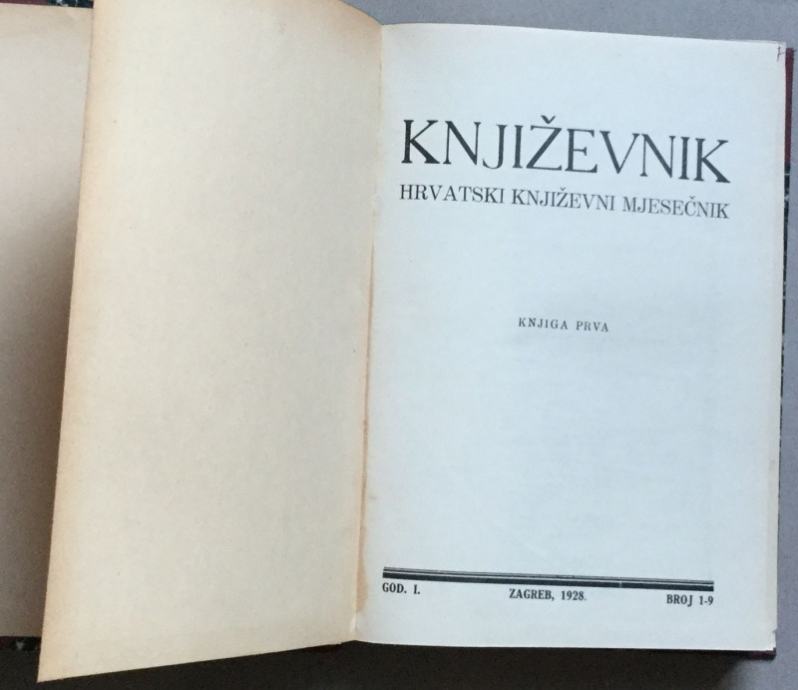 KNJIŽEVNIK
HRVATSKI KNJIŽEVNI MJESEČNIK
KNJIGA PRVA
GOD. I. ZAGREB, 1928. BROJ 1-9